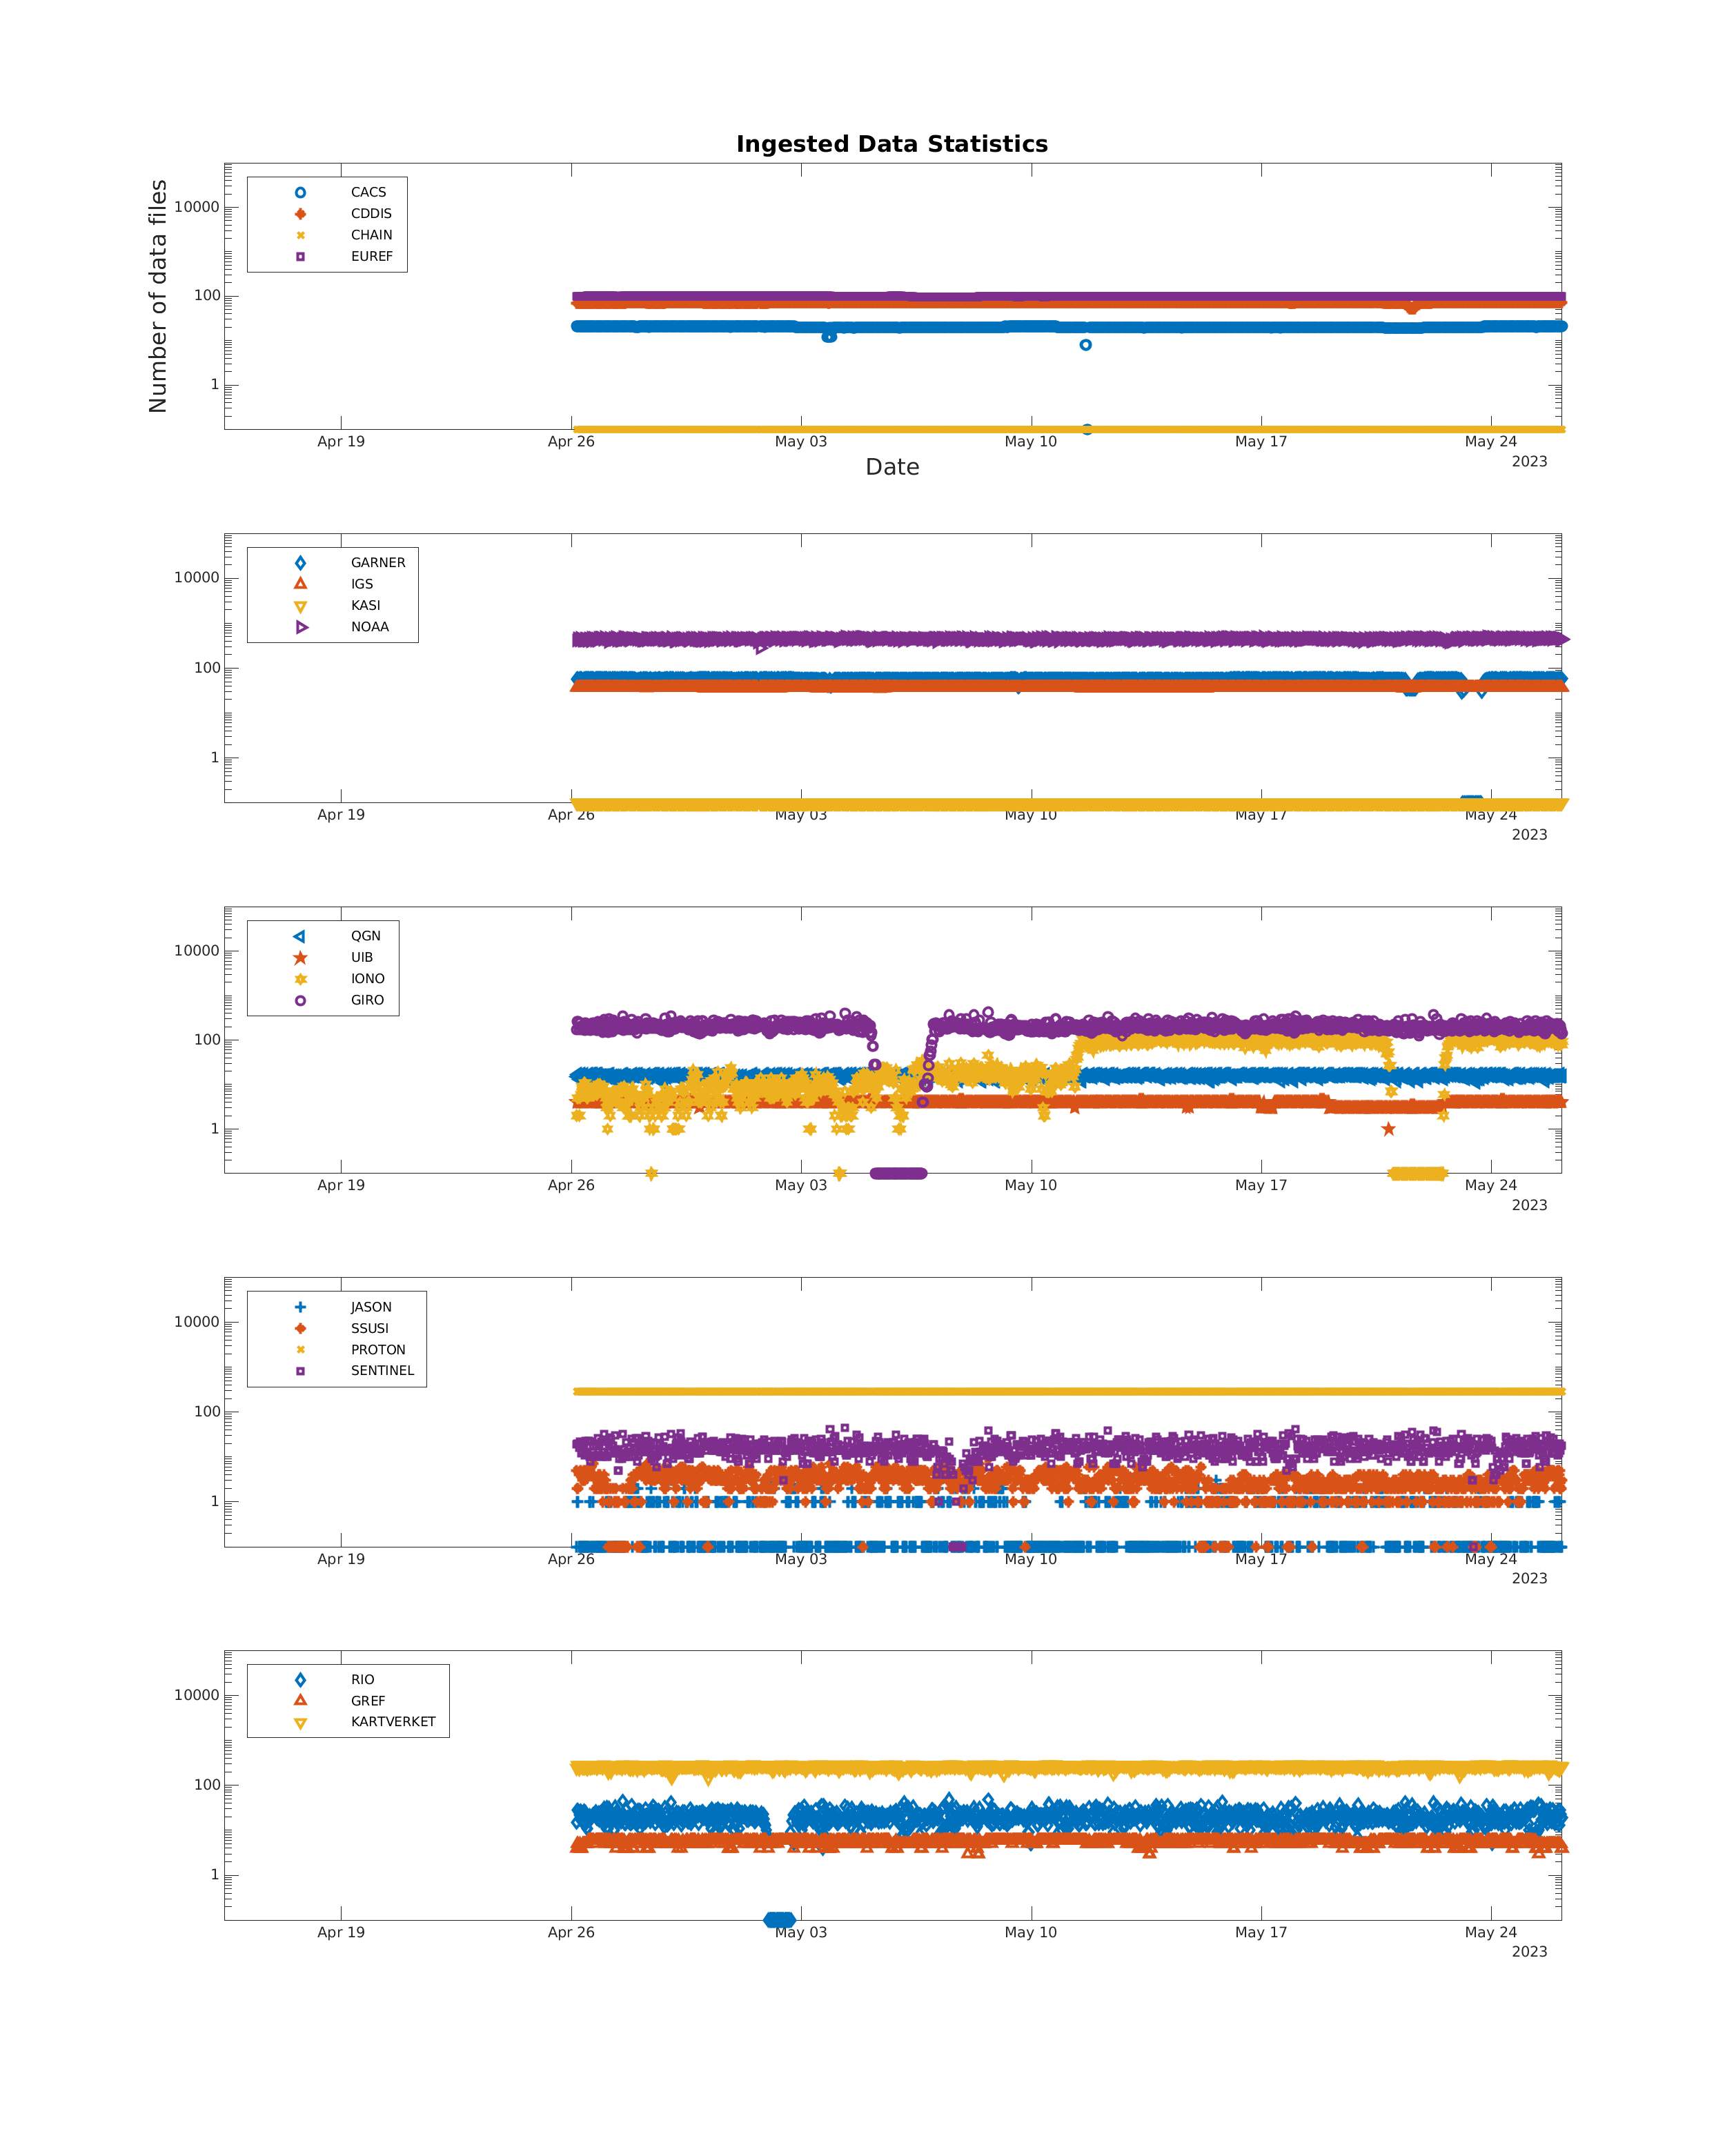 Ingested Data Statistics
Number of data files
CACS
CDDIS
CHAIN
EUREF
10000
100
1
Apr 19 Apr 26 May 03 May 10 May 17 May 24
2023
Date
GARNER
IGS
KASI
NOAA
10000
100
1
Apr 19 Apr 26 May 03 May 10 May 17 May 24
2023
QGN
UIB
IONO
GIRO
10000
100
1
Apr 19 Apr 26 May 03 May 10 May 17 May 24
2023
JASON
SSUSI
PROTON
SENTINEL
10000
100
1
Apr 19 Apr 26 May 03 May 10 May 17 May 24
2023
RIO
GREF
KARTVERKET
10000
100
1
Apr 19 Apr 26 May 03 May 10 May 17 May 24
2023